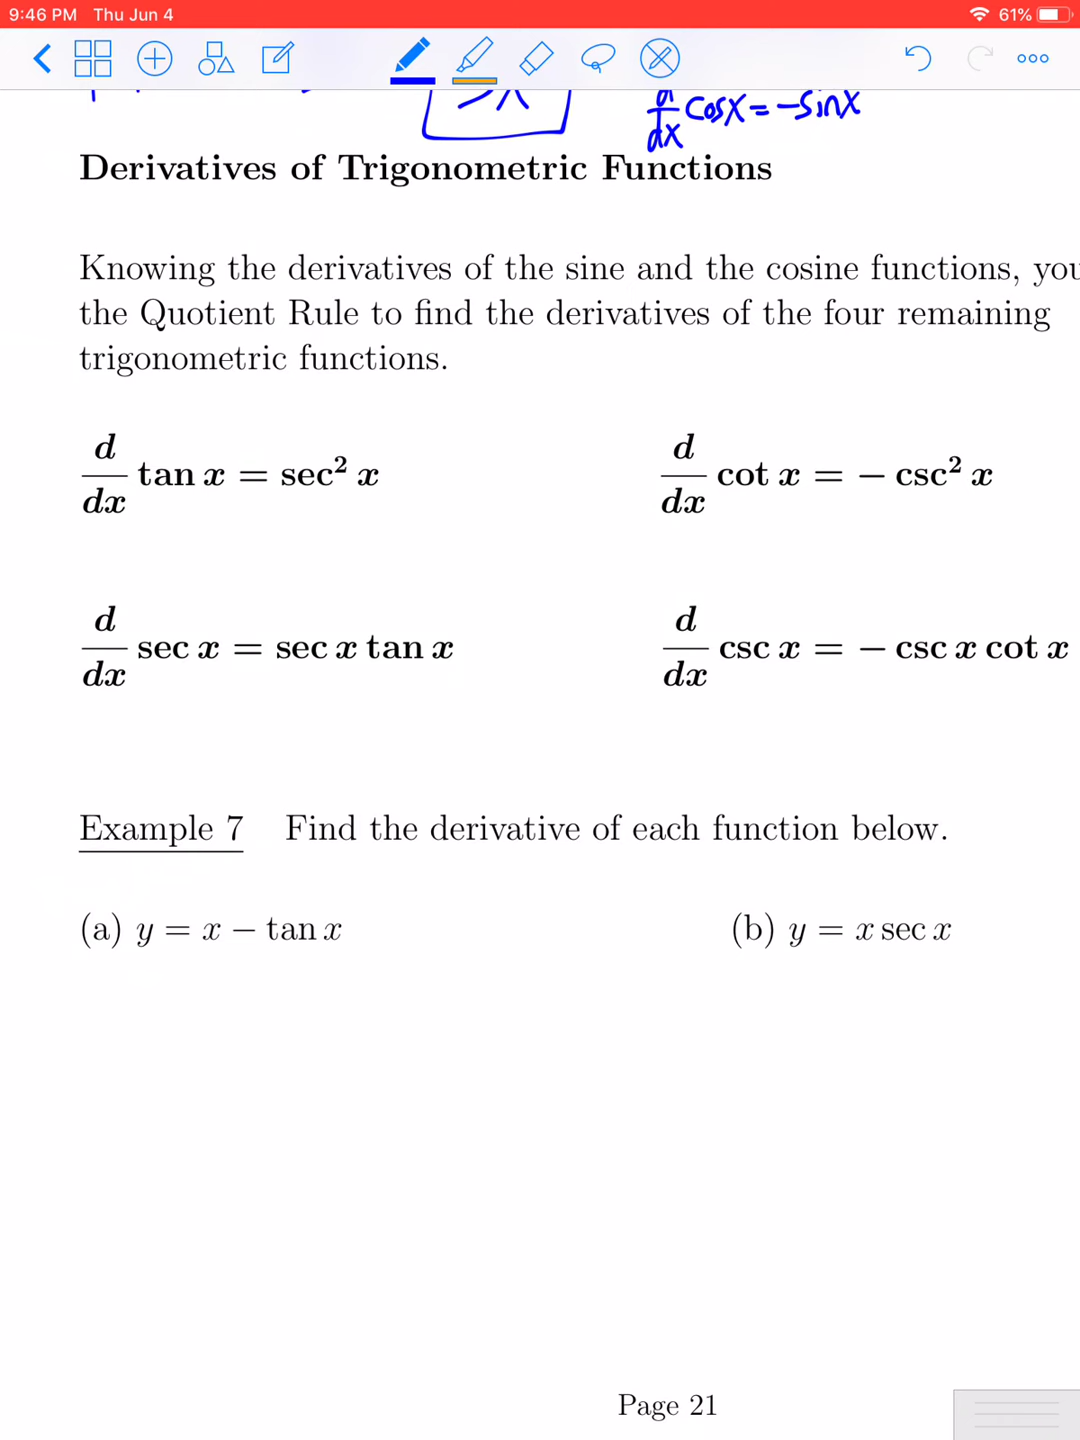 9:46 PM Thu Jun 4 61%
d/dx cosx = -sinx
Derivatives of Trigonometric Functions
Knowing the derivatives of the sine and the cosine functions, you
the Quotient Rule to find the derivatives of the four remaining
trigonometric functions.
d/dx tan x = sec² x d/dx cot x = − csc² x
d/dx sec x = sec x tan x d/dx csc x = − csc x cot x
Example 7 Find the derivative of each function below.
(a) y = x − tan x (b) y = x sec x
Page 21